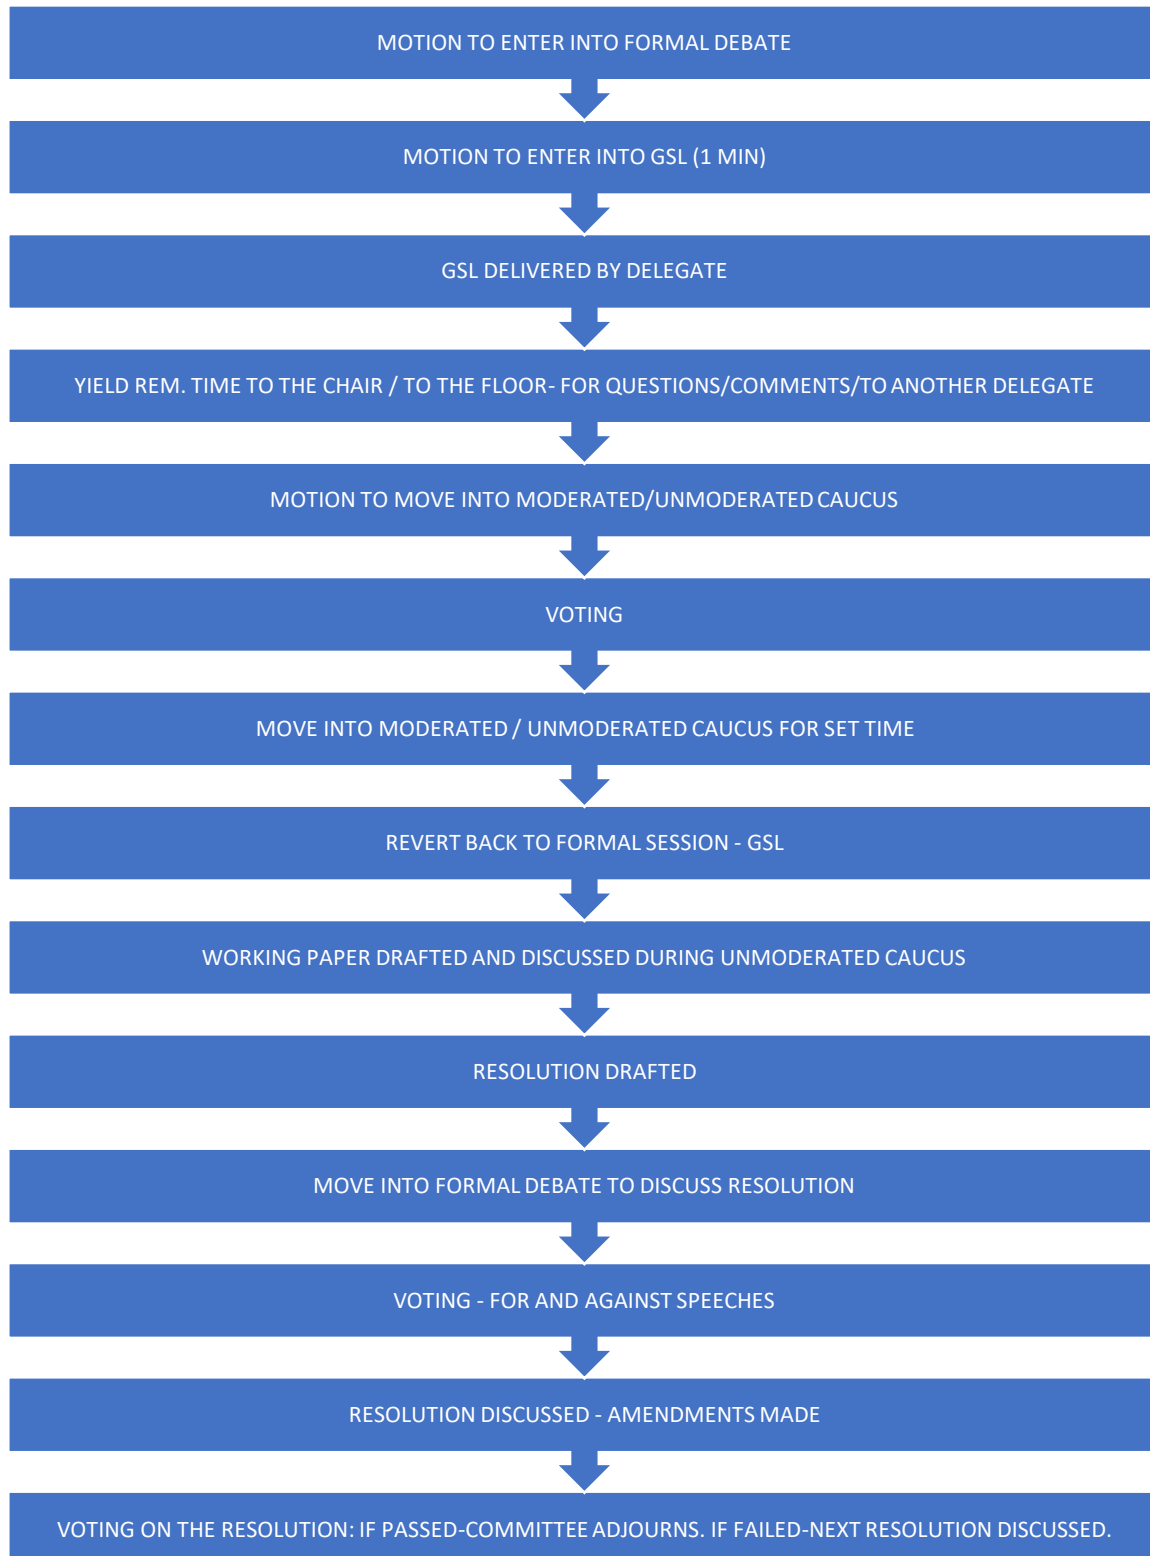 MOTION TO ENTER INTO FORMAL DEBATE
MOTION TO ENTER INTO GSL (1 MIN)
GSL DELIVERED BY DELEGATE
YIELD REM. TIME TO THE CHAIR / TO THE FLOOR- FOR QUESTIONS/COMMENTS/TO ANOTHER DELEGATE
MOTION TO MOVE INTO MODERATED/UNMODERATED CAUCUS
VOTING
MOVE INTO MODERATED / UNMODERATED CAUCUS FOR SET TIME
REVERT BACK TO FORMAL SESSION - GSL
WORKING PAPER DRAFTED AND DISCUSSED DURING UNMODERATED CAUCUS
RESOLUTION DRAFTED
MOVE INTO FORMAL DEBATE TO DISCUSS RESOLUTION
VOTING - FOR AND AGAINST SPEECHES
RESOLUTION DISCUSSED - AMENDMENTS MADE
VOTING ON THE RESOLUTION: IF PASSED-COMMITTEE ADJOURNS. IF FAILED-NEXT RESOLUTION DISCUSSED.